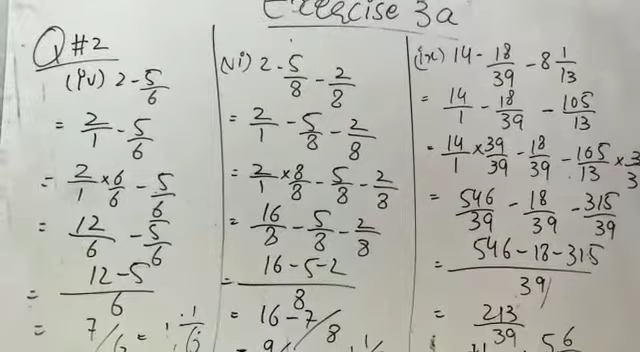 Exercise 3a
Q#2
(iv) 2 - 5/6
= 2/1 - 5/6
= 2/1 × 6/6 - 5/6
= 12/6 - 5/6
= 12-5/6
= 7/6 = 1 1/6
(vi) 2 - 5/8 - 2/8
= 2/1 - 5/8 - 2/8
= 2/1 × 8/8 - 5/8 - 2/8
= 16/8 - 5/8 - 2/8
= 16-5-2/8
= 16-7/8
= 9/
(ix) 14 - 18/39 - 8 1/13
= 14/1 - 18/39 - 105/13
= 14/1 × 39/39 - 18/39 - 105/13 × 3/3
= 546/39 - 18/39 - 315/39
= 546-18-315/39
= 213/39
56